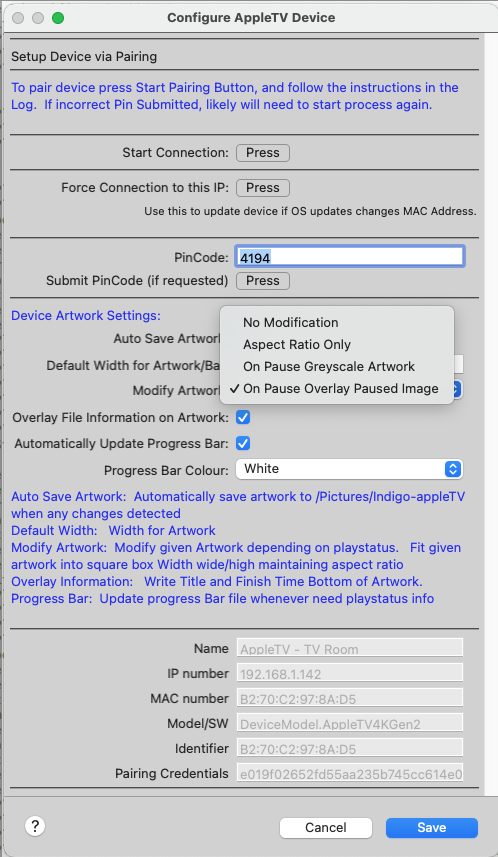 Configure AppleTV Device
Setup Device via Pairing
To pair device press Start Pairing Button, and follow the instructions in the
Log.  If incorrect Pin Submitted, likely will need to start process again.
Start Connection: Press
Force Connection to this IP: Press
Use this to update device if OS updates changes MAC Address.
PinCode: 4194
Submit PinCode (if requested) Press
Device Artwork Settings:
No Modification
Auto Save Artwork
Aspect Ratio Only
Default Width for Artwork/Ba
On Pause Greyscale Artwork
Modify Artwork
✓ On Pause Overlay Paused Image
Overlay File Information on Artwork:
Automatically Update Progress Bar:
Progress Bar Colour: White
Auto Save Artwork:  Automatically save artwork to /Pictures/Indigo-appleTV
when any changes detected
Default Width:   Width for Artwork
Modify Artwork:  Modify given Artwork depending on playstatus.   Fit given
artwork into square box Width wide/high maintaining aspect ratio
Overlay Information:   Write Title and Finish Time Bottom of Artwork.
Progress Bar:  Update progress Bar file whenever need playstatus info
Name AppleTV - TV Room
IP number 192.168.1.142
MAC number B2:70:C2:97:8A:D5
Model/SW DeviceModel.AppleTV4KGen2
Identifier B2:70:C2:97:8A:D5
Pairing Credentials e019f02652fd55aa235b745cc614e0
? Cancel Save